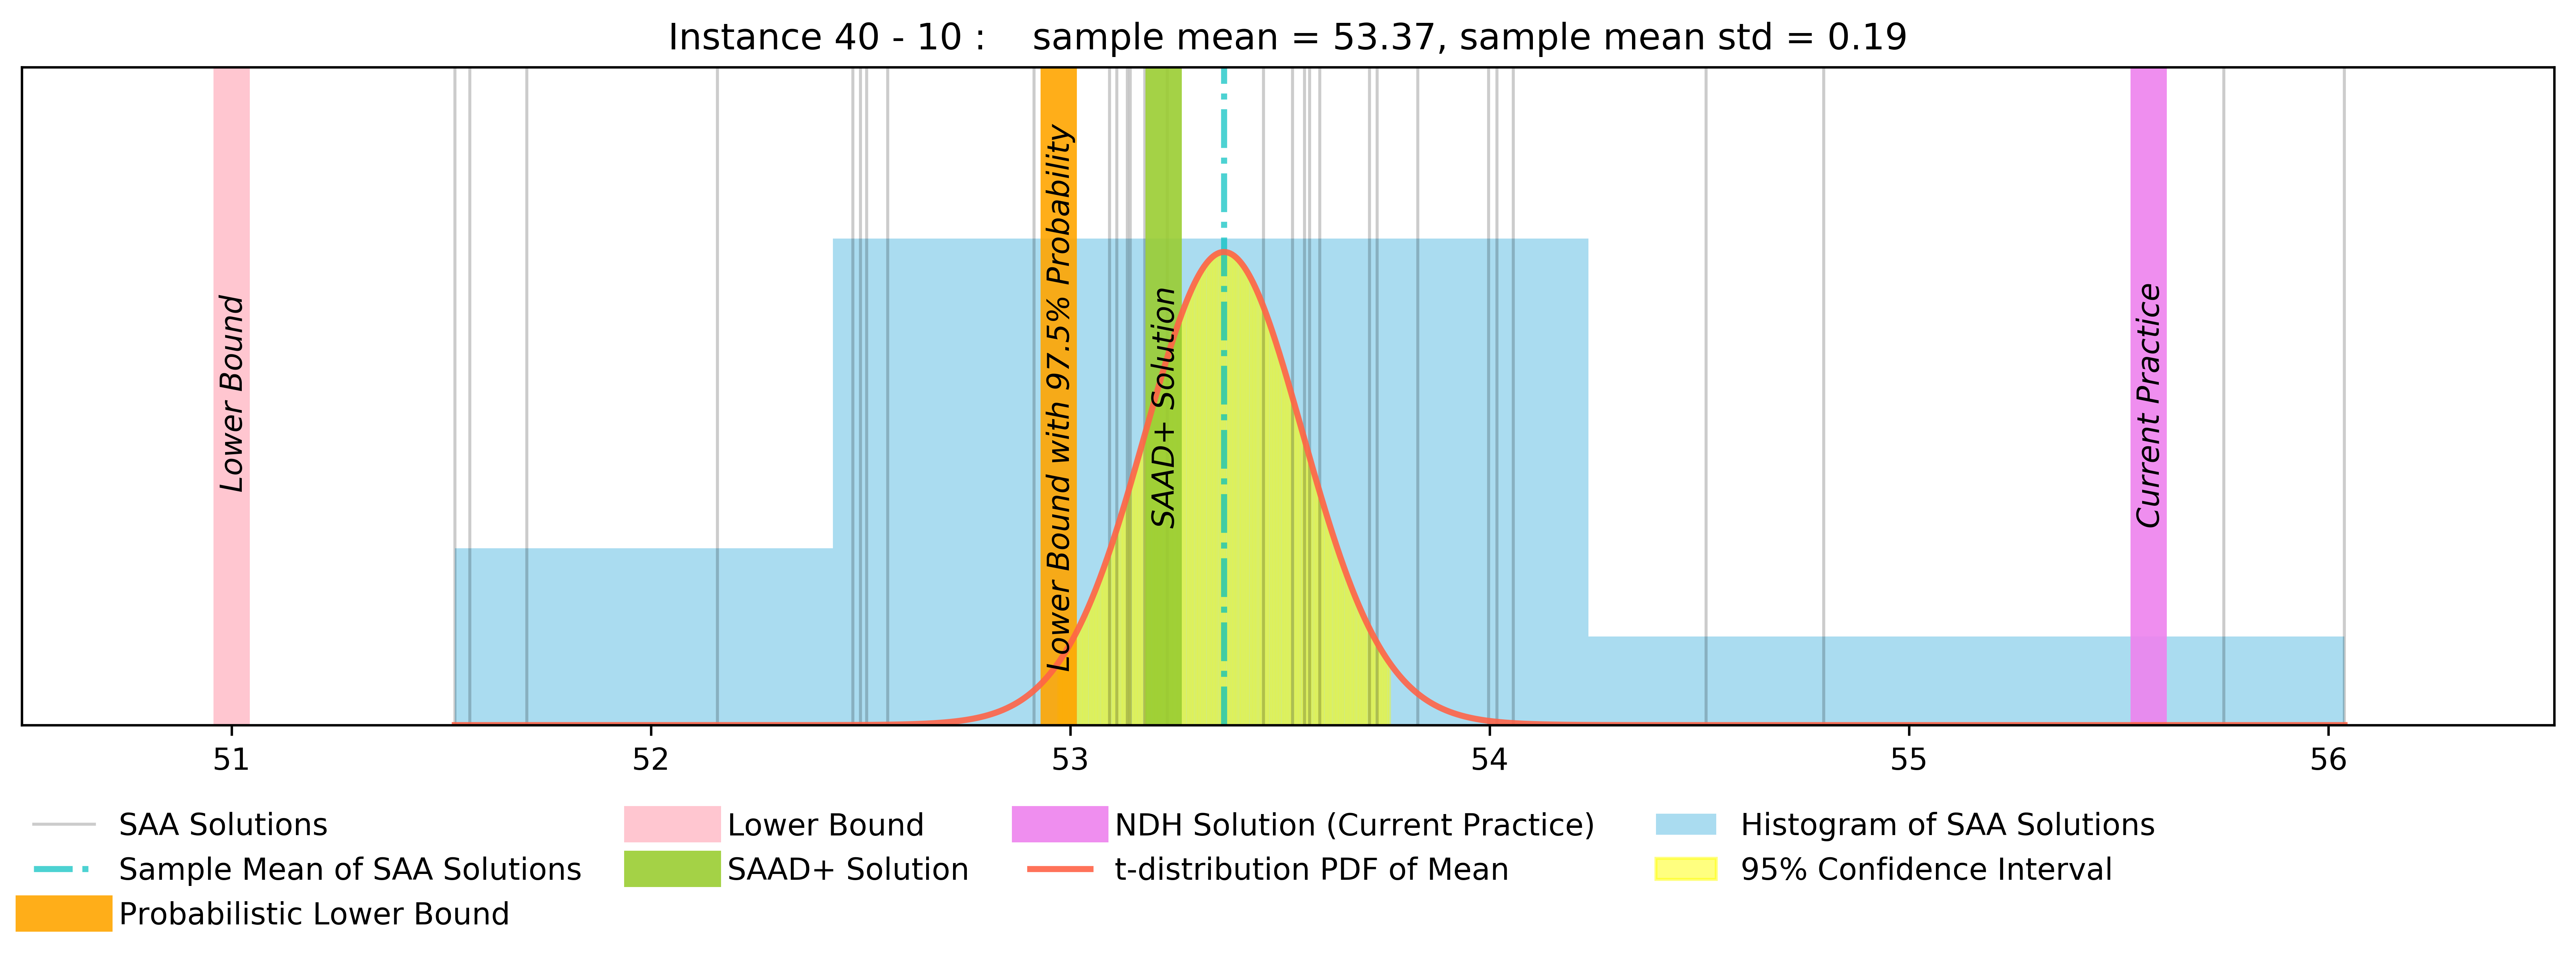 Instance 40 - 10 :    sample mean = 53.37, sample mean std = 0.19
Lower Bound
Lower Bound with 97.5% Probability
SAAD+ Solution
Current Practice
51 52 53 54 55 56
SAA Solutions
Sample Mean of SAA Solutions
Probabilistic Lower Bound
Lower Bound
SAAD+ Solution
NDH Solution (Current Practice)
t-distribution PDF of Mean
Histogram of SAA Solutions
95% Confidence Interval